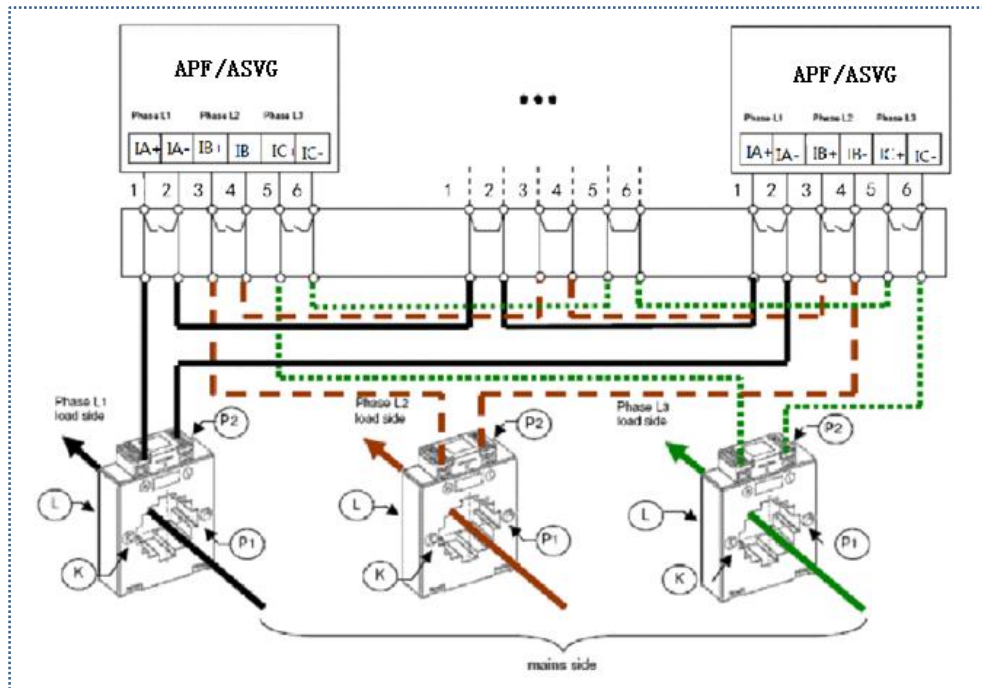 APF/ASVG
Phase L1 Phase L2 Phase L3
IA+ IA- IB+ IB IC+ IC-
1 2 3 4 5 6
...
1 2 3 4 5 6
APF/ASVG
Phase L1 Phase L2 Phase L3
IA+ IA- IB+ IB- IC+ IC-
1 2 3 4 5 6
Phase L1
load side
P2
L
K
P1
Phase L2
load side
P2
L
K
P1
Phase L3
load side
P2
L
K
P1
mains side